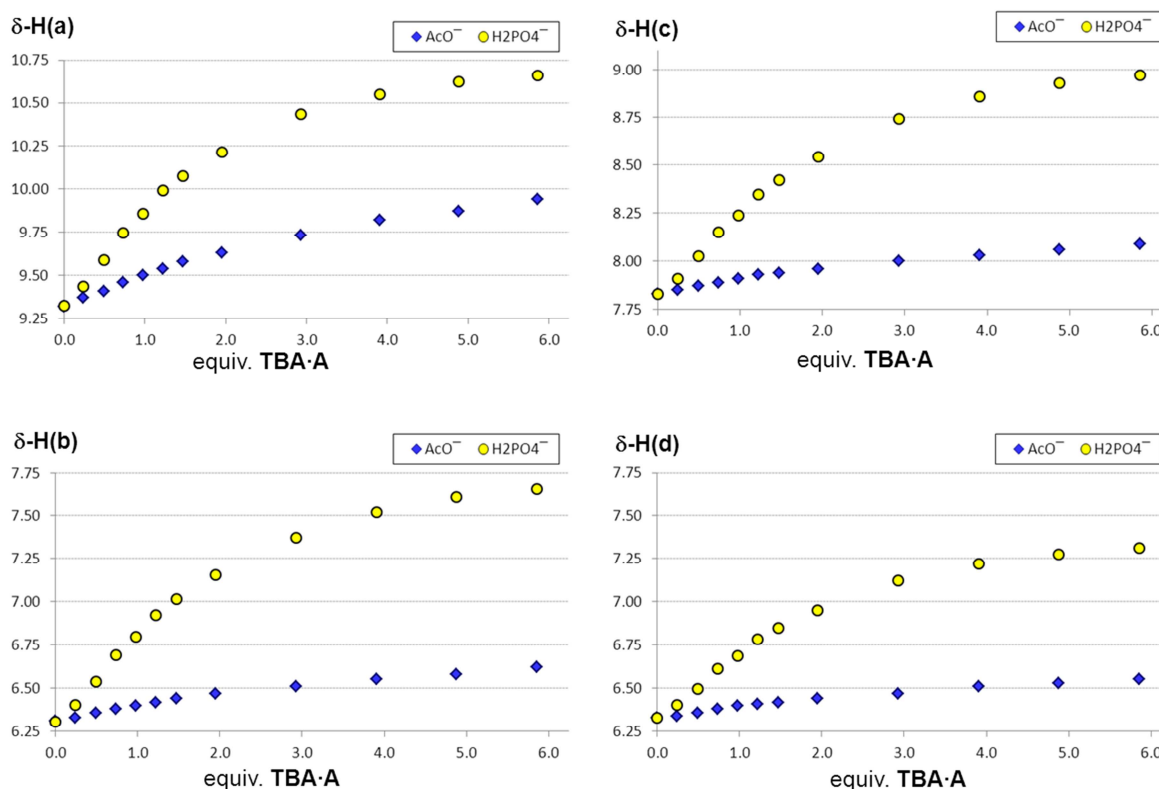 δ-H(a)
AcO⁻ H2PO4⁻
10.75
10.50
10.25
10.00
9.75
9.50
9.25
0.0 1.0 2.0 3.0 4.0 5.0 6.0
equiv. TBA·A
δ-H(c)
AcO⁻ H2PO4⁻
9.00
8.75
8.50
8.25
8.00
7.75
0.0 1.0 2.0 3.0 4.0 5.0 6.0
equiv. TBA·A
δ-H(b)
AcO⁻ H2PO4⁻
7.75
7.50
7.25
7.00
6.75
6.50
6.25
0.0 1.0 2.0 3.0 4.0 5.0 6.0
equiv. TBA·A
δ-H(d)
AcO⁻ H2PO4⁻
7.75
7.50
7.25
7.00
6.75
6.50
6.25
0.0 1.0 2.0 3.0 4.0 5.0 6.0
equiv. TBA·A